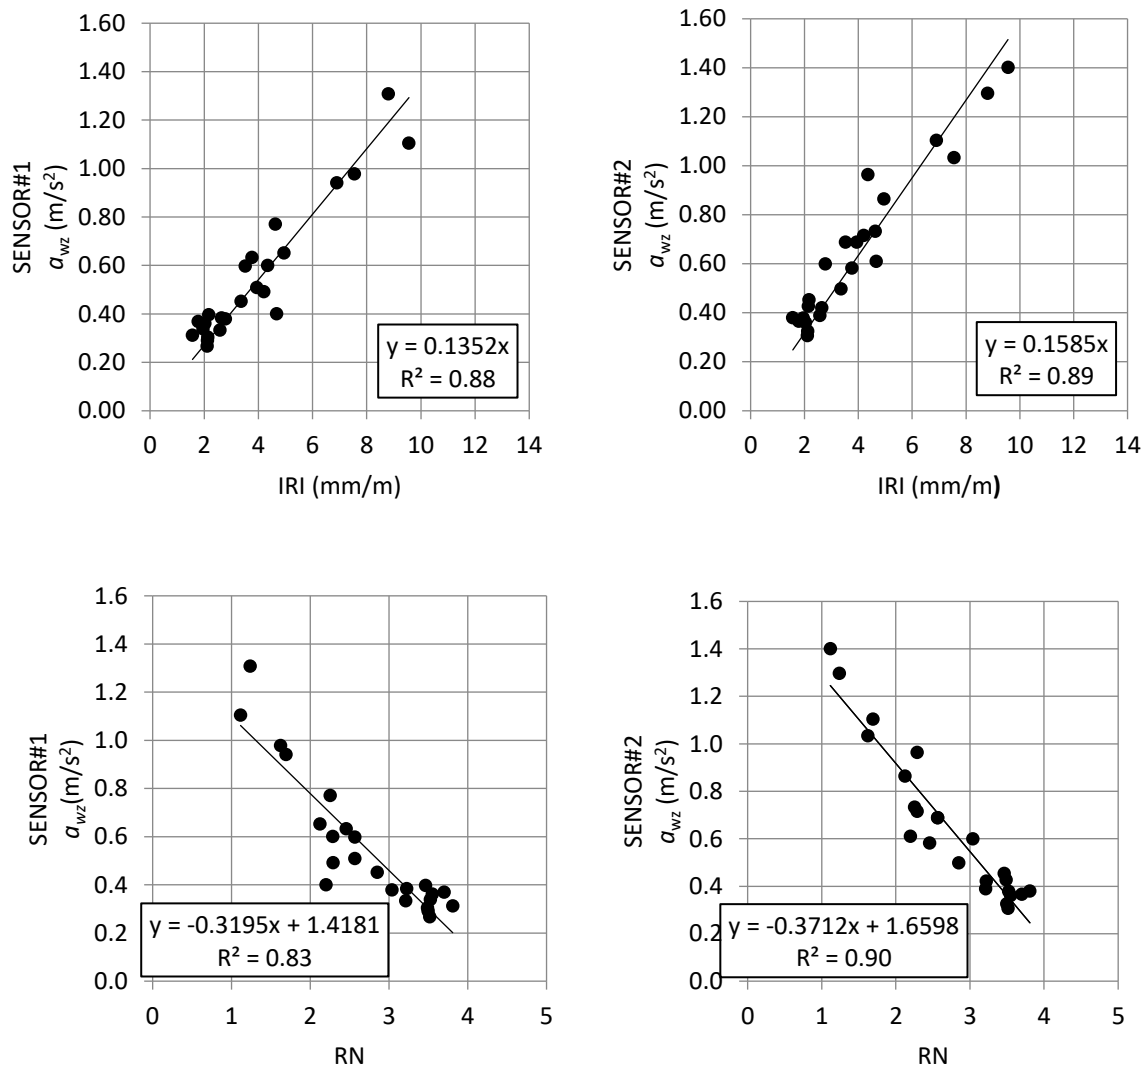 1.60
1.40
1.20
1.00
0.80
0.60
0.40
0.20
0.00
SENSOR#1
a_wz (m/s²)
y = 0.1352x
R² = 0.88
0 2 4 6 8 10 12 14
IRI (mm/m)
1.60
1.40
1.20
1.00
0.80
0.60
0.40
0.20
0.00
SENSOR#2
a_wz (m/s²)
y = 0.1585x
R² = 0.89
0 2 4 6 8 10 12 14
IRI (mm/m)
1.6
1.4
1.2
1.0
0.8
0.6
0.4
0.2
0.0
SENSOR#1
a_wz(m/s²)
y = -0.3195x + 1.4181
R² = 0.83
0 1 2 3 4 5
RN
1.6
1.4
1.2
1.0
0.8
0.6
0.4
0.2
0.0
SENSOR#2
a_wz (m/s²)
y = -0.3712x + 1.6598
R² = 0.90
0 1 2 3 4 5
RN